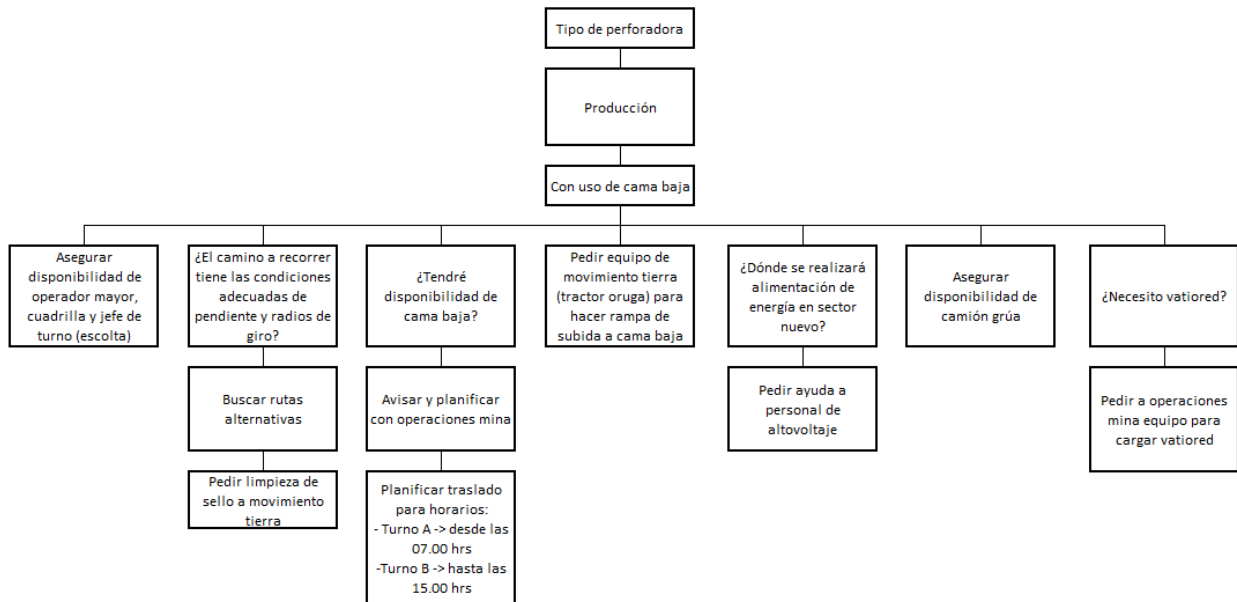 Tipo de perforadora
Producción
Con uso de cama baja
Asegurar
disponibilidad de
operador mayor,
cuadrilla y jefe de
turno (escolta)
¿El camino a recorrer
tiene las condiciones
adecuadas de
pendiente y radios de
giro?
¿Tendré
disponibilidad de
cama baja?
Pedir equipo de
movimiento tierra
(tractor oruga) para
hacer rampa de
subida a cama baja
¿Dónde se realizará
alimentación de
energía en sector
nuevo?
Asegurar
disponibilidad de
camión grúa
¿Necesito vatiored?
Buscar rutas
alternativas
Avisar y planificar
con operaciones mina
Pedir ayuda a
personal de
altovoltaje
Pedir a operaciones
mina equipo para
cargar vatiored
Pedir limpieza de
sello a movimiento
tierra
Planificar traslado
para horarios:
- Turno A -> desde las
07.00 hrs
-Turno B -> hasta las
15.00 hrs